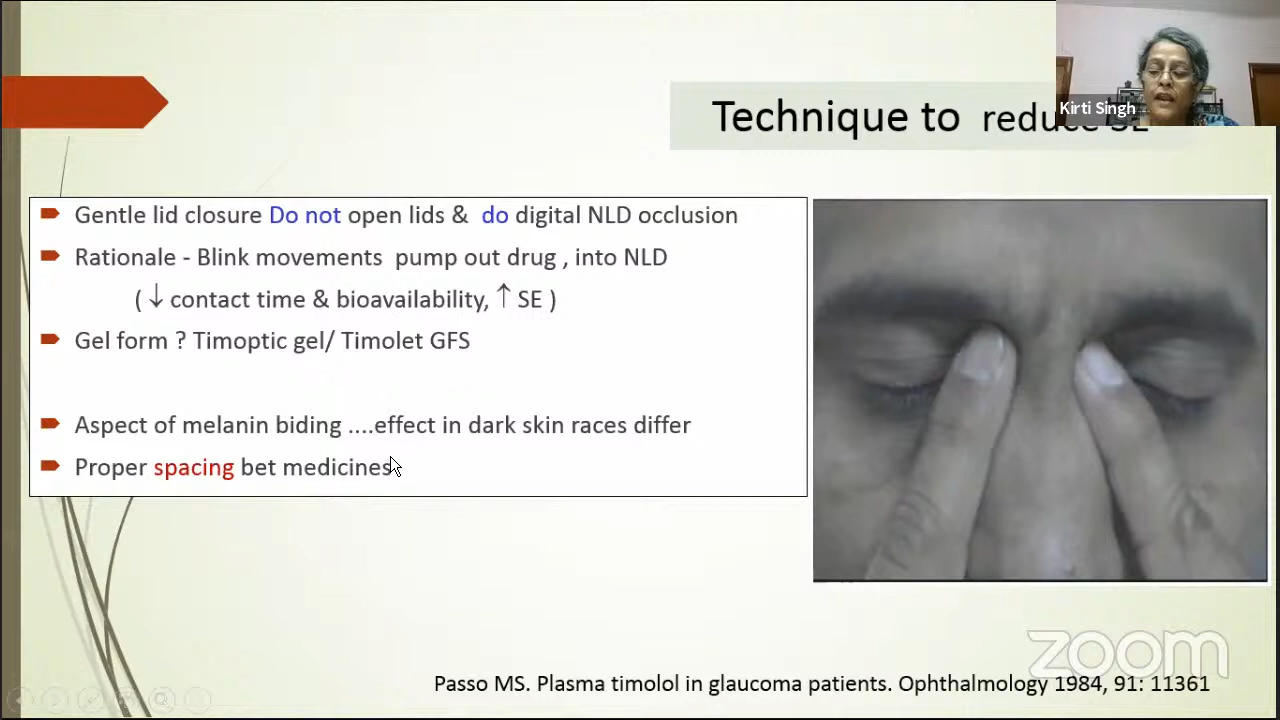 Kirti Singh
Technique to reduce SE
Gentle lid closure Do not open lids & do digital NLD occlusion
Rationale - Blink movements pump out drug , into NLD
( ↓ contact time & bioavailability, ↑ SE )
Gel form ? Timoptic gel/ Timolet GFS
Aspect of melanin biding ....effect in dark skin races differ
Proper spacing bet medicines
zoom
Passo MS. Plasma timolol in glaucoma patients. Ophthalmology 1984, 91: 11361